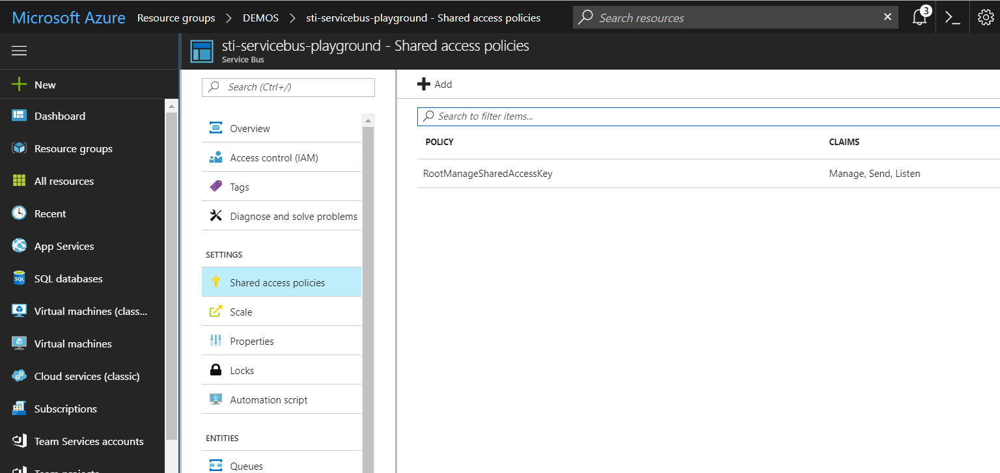 Microsoft Azure Resource groups > DEMOS > sti-servicebus-playground - Shared access policies Search resources 3
sti-servicebus-playground - Shared access policies
Service Bus
New
Dashboard
Resource groups
All resources
Recent
App Services
SQL databases
Virtual machines (class...
Virtual machines
Cloud services (classic)
Subscriptions
Team Services accounts
Search (Ctrl+/)
Overview
Access control (IAM)
Tags
Diagnose and solve problems
SETTINGS
Shared access policies
Scale
Properties
Locks
Automation script
ENTITIES
Queues
Add
Search to filter items...
POLICY CLAIMS
RootManageSharedAccessKey Manage, Send, Listen